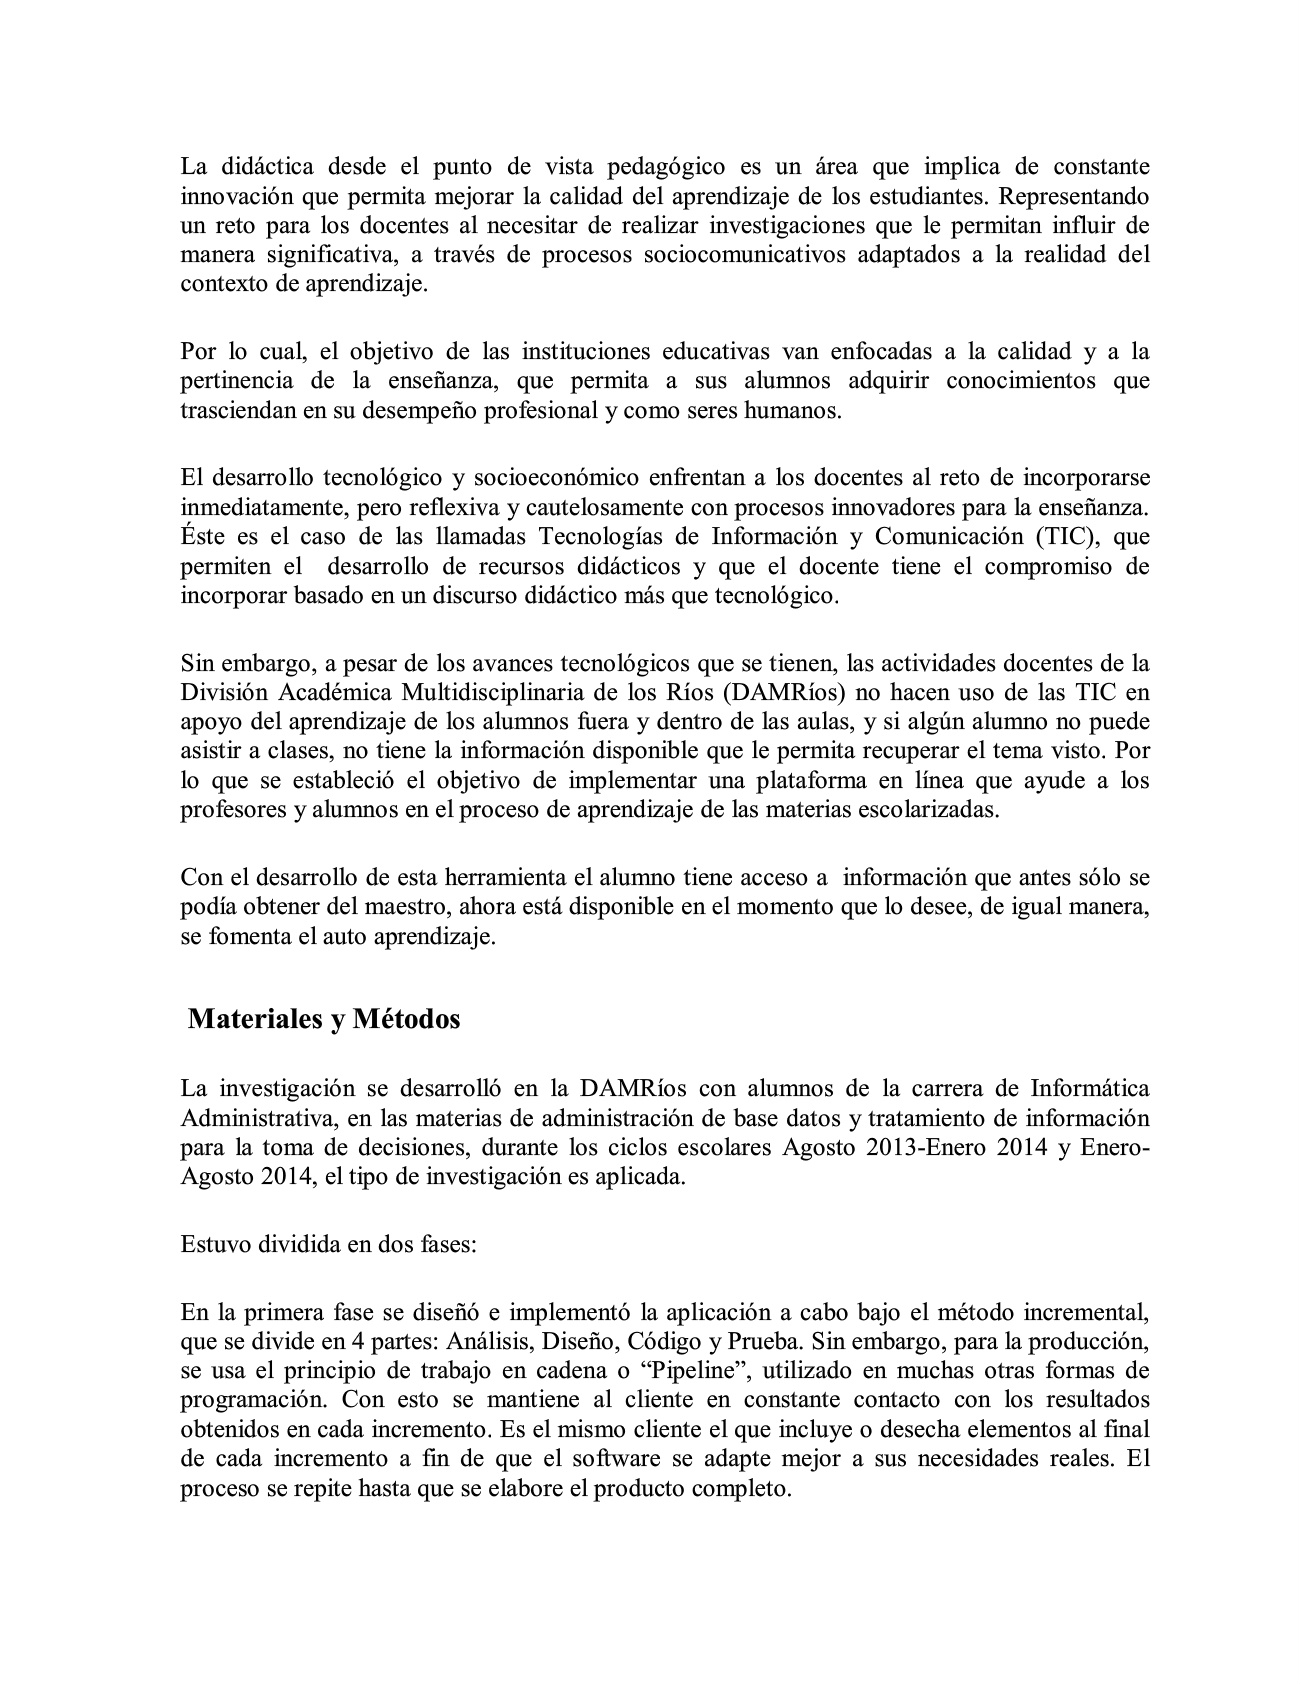 La didáctica desde el punto de vista pedagógico es un área que implica de constante
innovación que permita mejorar la calidad del aprendizaje de los estudiantes. Representando
un reto para los docentes al necesitar de realizar investigaciones que le permitan influir de
manera significativa, a través de procesos sociocomunicativos adaptados a la realidad del
contexto de aprendizaje.
Por lo cual, el objetivo de las instituciones educativas van enfocadas a la calidad y a la
pertinencia de la enseñanza, que permita a sus alumnos adquirir conocimientos que
trasciendan en su desempeño profesional y como seres humanos.
El desarrollo tecnológico y socioeconómico enfrentan a los docentes al reto de incorporarse
inmediatamente, pero reflexiva y cautelosamente con procesos innovadores para la enseñanza.
Éste es el caso de las llamadas Tecnologías de Información y Comunicación (TIC), que
permiten el  desarrollo de recursos didácticos y que el docente tiene el compromiso de
incorporar basado en un discurso didáctico más que tecnológico.
Sin embargo, a pesar de los avances tecnológicos que se tienen, las actividades docentes de la
División Académica Multidisciplinaria de los Ríos (DAMRíos) no hacen uso de las TIC en
apoyo del aprendizaje de los alumnos fuera y dentro de las aulas, y si algún alumno no puede
asistir a clases, no tiene la información disponible que le permita recuperar el tema visto. Por
lo que se estableció el objetivo de implementar una plataforma en línea que ayude a los
profesores y alumnos en el proceso de aprendizaje de las materias escolarizadas.
Con el desarrollo de esta herramienta el alumno tiene acceso a  información que antes sólo se
podía obtener del maestro, ahora está disponible en el momento que lo desee, de igual manera,
se fomenta el auto aprendizaje.
Materiales y Métodos
La investigación se desarrolló en la DAMRíos con alumnos de la carrera de Informática
Administrativa, en las materias de administración de base datos y tratamiento de información
para la toma de decisiones, durante los ciclos escolares Agosto 2013-Enero 2014 y Enero-
Agosto 2014, el tipo de investigación es aplicada.
Estuvo dividida en dos fases:
En la primera fase se diseñó e implementó la aplicación a cabo bajo el método incremental,
que se divide en 4 partes: Análisis, Diseño, Código y Prueba. Sin embargo, para la producción,
se usa el principio de trabajo en cadena o “Pipeline”, utilizado en muchas otras formas de
programación. Con esto se mantiene al cliente en constante contacto con los resultados
obtenidos en cada incremento. Es el mismo cliente el que incluye o desecha elementos al final
de cada incremento a fin de que el software se adapte mejor a sus necesidades reales. El
proceso se repite hasta que se elabore el producto completo.